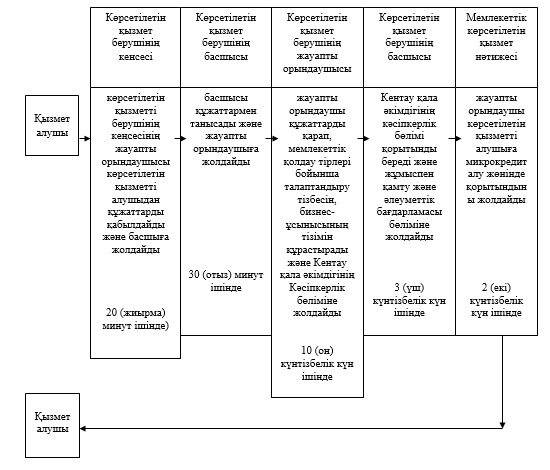 Көрсетілетін
қызмет
берушінің
кеңсесі
Көрсетілетін
қызмет
берушінің
басшысы
Көрсетілетін
қызмет
берушінің
жауапты
орындаушысы
Көрсетілетін
қызмет
берушінің
басшысы
Мемлекеттік
көрсетілетін
қызмет
нәтижесі
Қызмет
алушы
көрсетілетін
қызметті
берушінің
кеңсесінің
жауапты
орындаушысы
көрсетілетін
қызметті
алушыдан
құжаттарды
қабылдайды
және басшыға
жолдайды
20 (жиырма)
минут ішінде)
басшысы
құжаттармен
танысады және
жауапты
орындаушыға
жолдайды
30 (отыз) минут
ішінде
жауапты
орындаушы
құжаттарды
қарап,
мемлекеттік
қолдау тірлері
бойынша
талаптандыру
тізбесін,
бизнес-
ұсынысының
тізімін
құрастырады
және Кентау
қала әкімдігінің
Кәсіпкерлік
бөліміне
жолдайды
10 (он)
күнтізбелік күн
ішінде
Кентау қала
әкімдігінің
кәсіпкерлік
бөлімі
қорытынды
береді және
жұмыспен
қамту және
әлеуметтік
бағдарламасы
бөліміне
жолдайды
3 (үш)
күнтізбелік күн
ішінде
жауапты
орындаушы
көрсетілетін
қызметті
алушыға
микрокредит
алу жөнінде
қорытындын
ы жолдайды
2 (екі)
күнтізбелік
күн ішінде
Қызмет
алушы